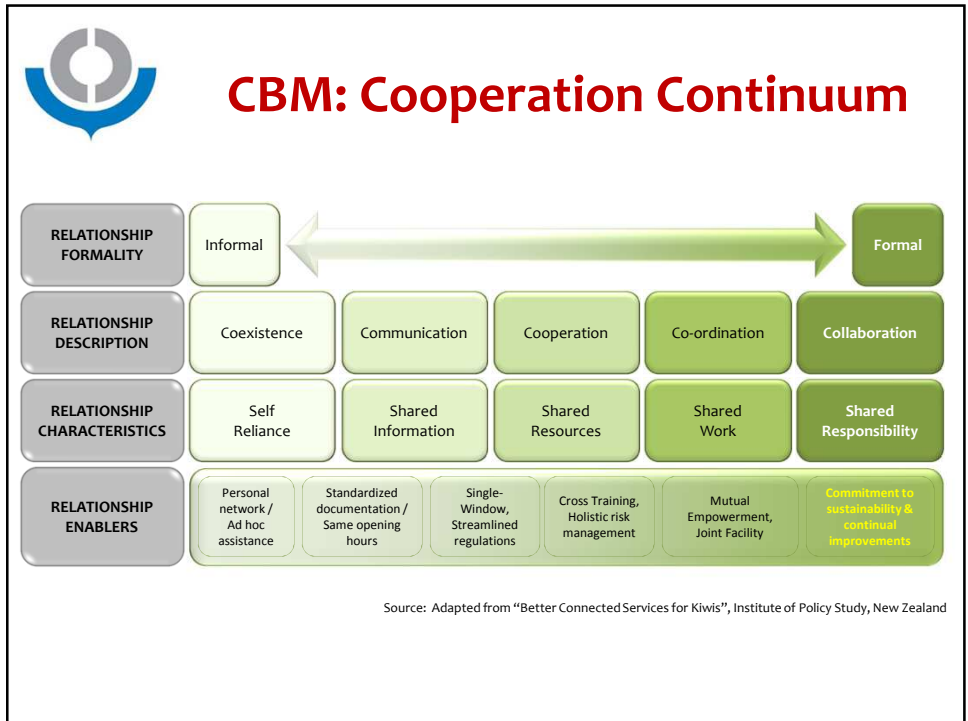 CBM: Cooperation Continuum
RELATIONSHIP
FORMALITY
Informal
Formal
RELATIONSHIP
DESCRIPTION
Coexistence
Communication
Cooperation
Co-ordination
Collaboration
RELATIONSHIP
CHARACTERISTICS
Self
Reliance
Shared
Information
Shared
Resources
Shared
Work
Shared
Responsibility
RELATIONSHIP
ENABLERS
Personal
network /
Ad hoc
assistance
Standardized
documentation /
Same opening
hours
Single-
Window,
Streamlined
regulations
Cross Training,
Holistic risk
management
Mutual
Empowerment,
Joint Facility
Commitment to
sustainability &
continual
improvements
Source: Adapted from “Better Connected Services for Kiwis”, Institute of Policy Study, New Zealand